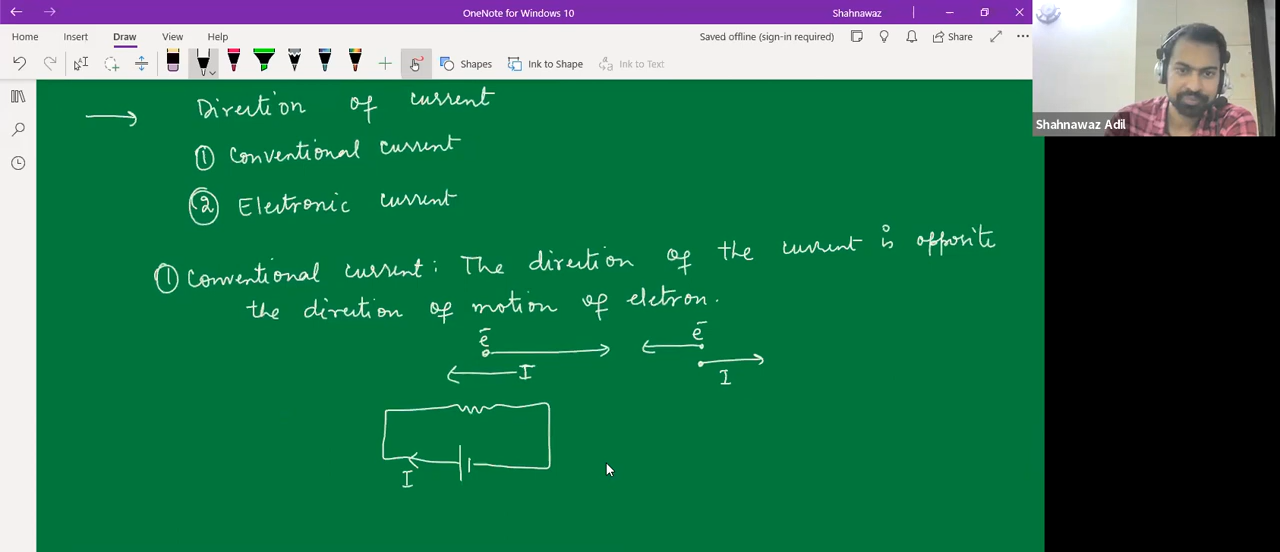 OneNote for Windows 10
Shahnawaz
Home Insert Draw View Help
Saved offline (sign-in required)
Share
Shapes
Ink to Shape
Ink to Text
Shahnawaz Adil
→ Direction of current
① Conventional current
② Electronic current
① Conventional current: The direction of the current is opposite
the direction of motion of eletron.
e̅
e̅
I
I
I